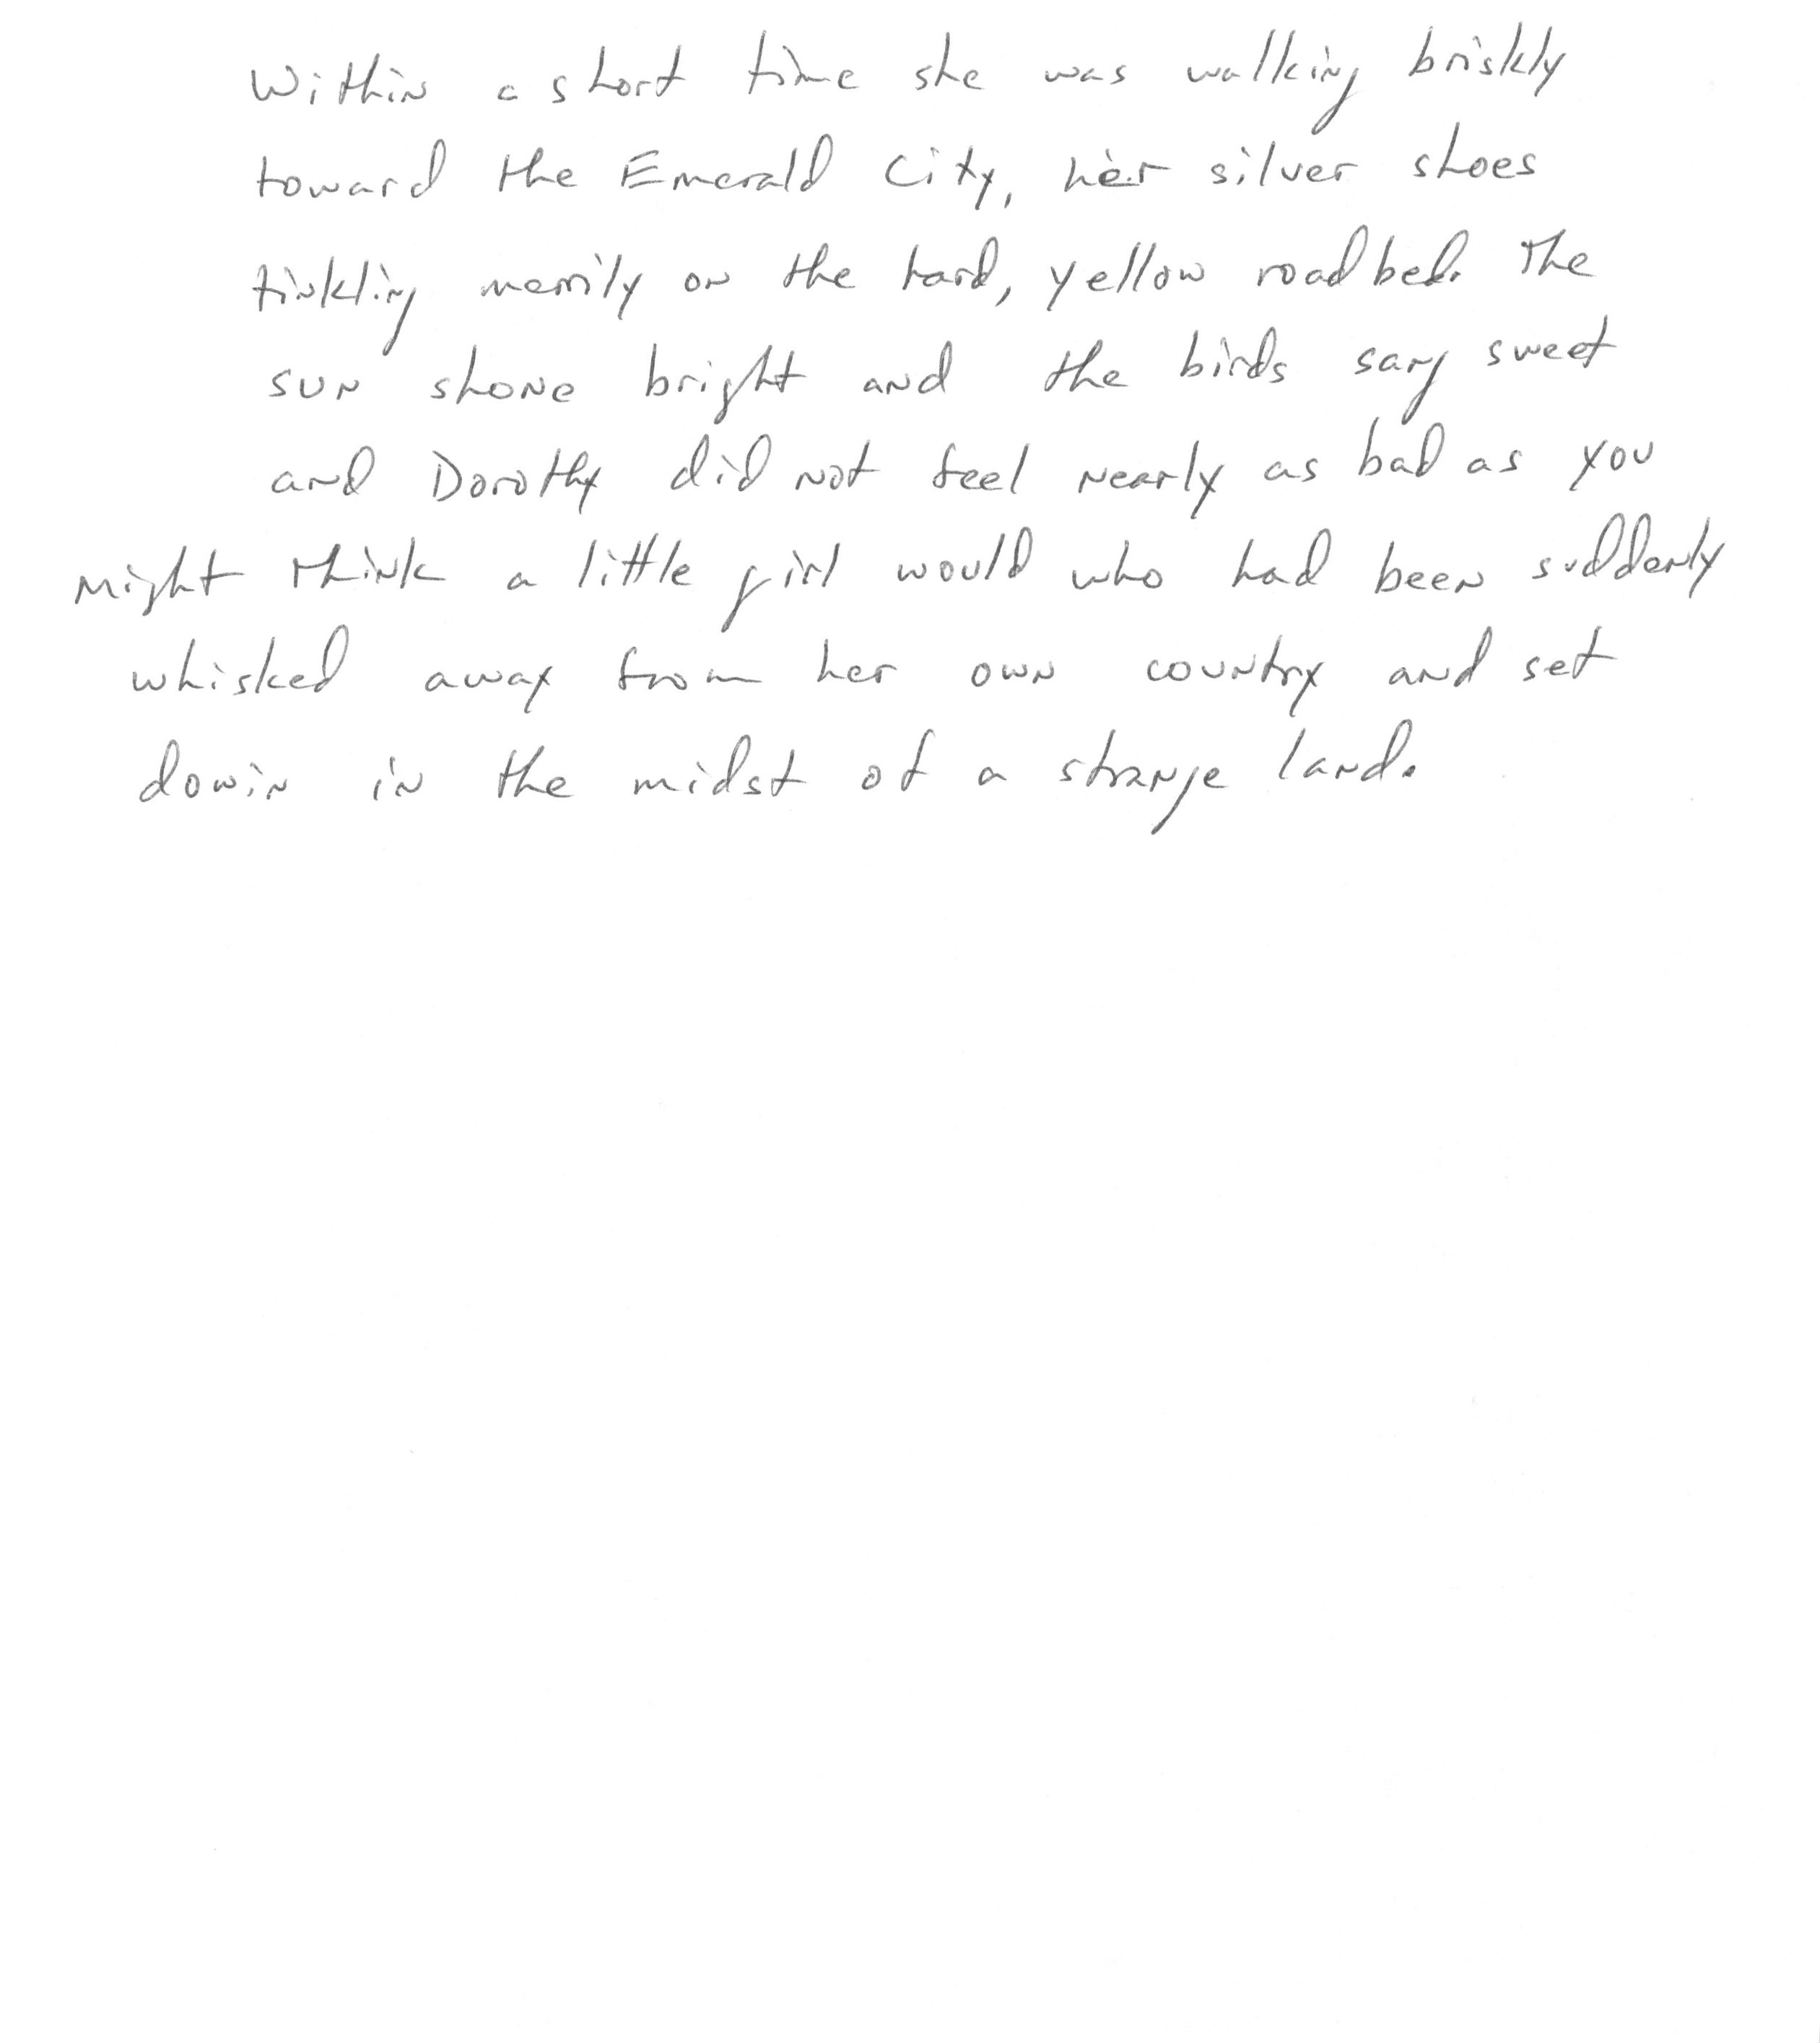 Within a short time she was walking briskly
toward the Emerald City, her silver shoes
tinkling merrily on the hard, yellow roadbed. The
sun shone bright and the birds sang sweet
and Dorothy did not feel nearly as bad as you
might think a little girl would who had been suddenly
whisked away from her own country and set
dowin in the midst of a strange land.